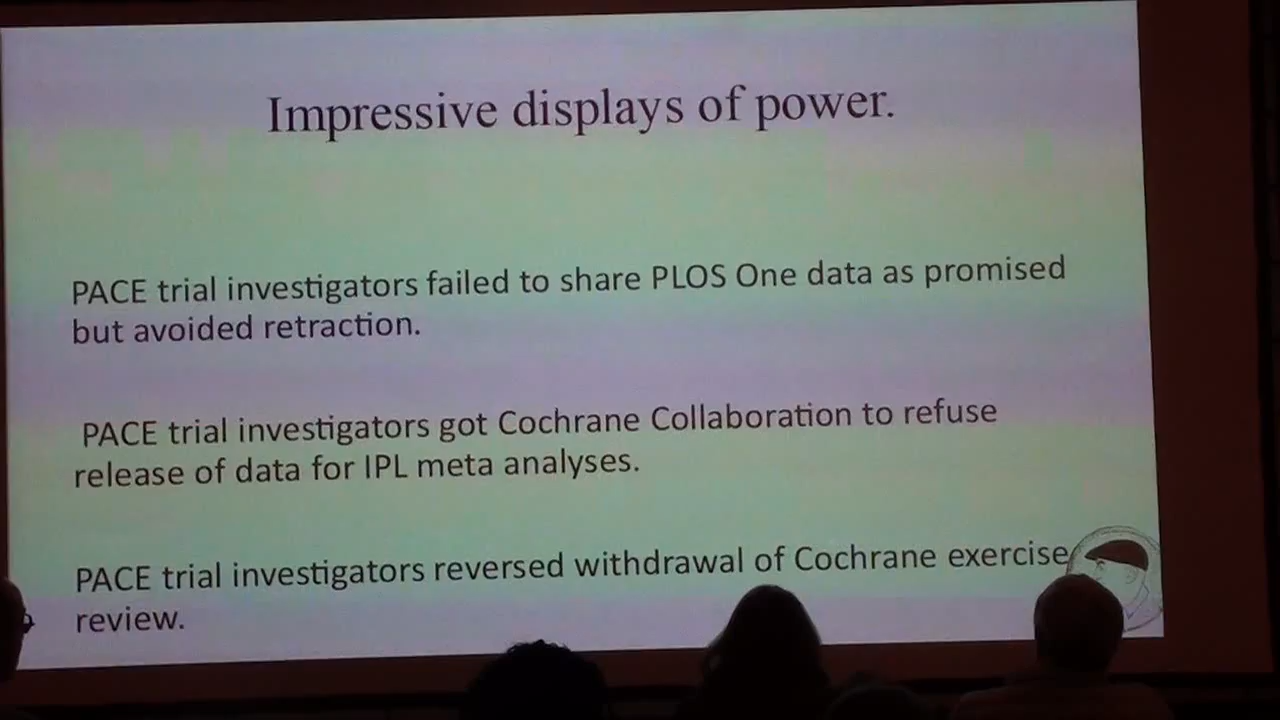 Impressive displays of power.
PACE trial investigators failed to share PLOS One data as promised
but avoided retraction.
PACE trial investigators got Cochrane Collaboration to refuse
release of data for IPL meta analyses.
PACE trial investigators reversed withdrawal of Cochrane exercise
review.